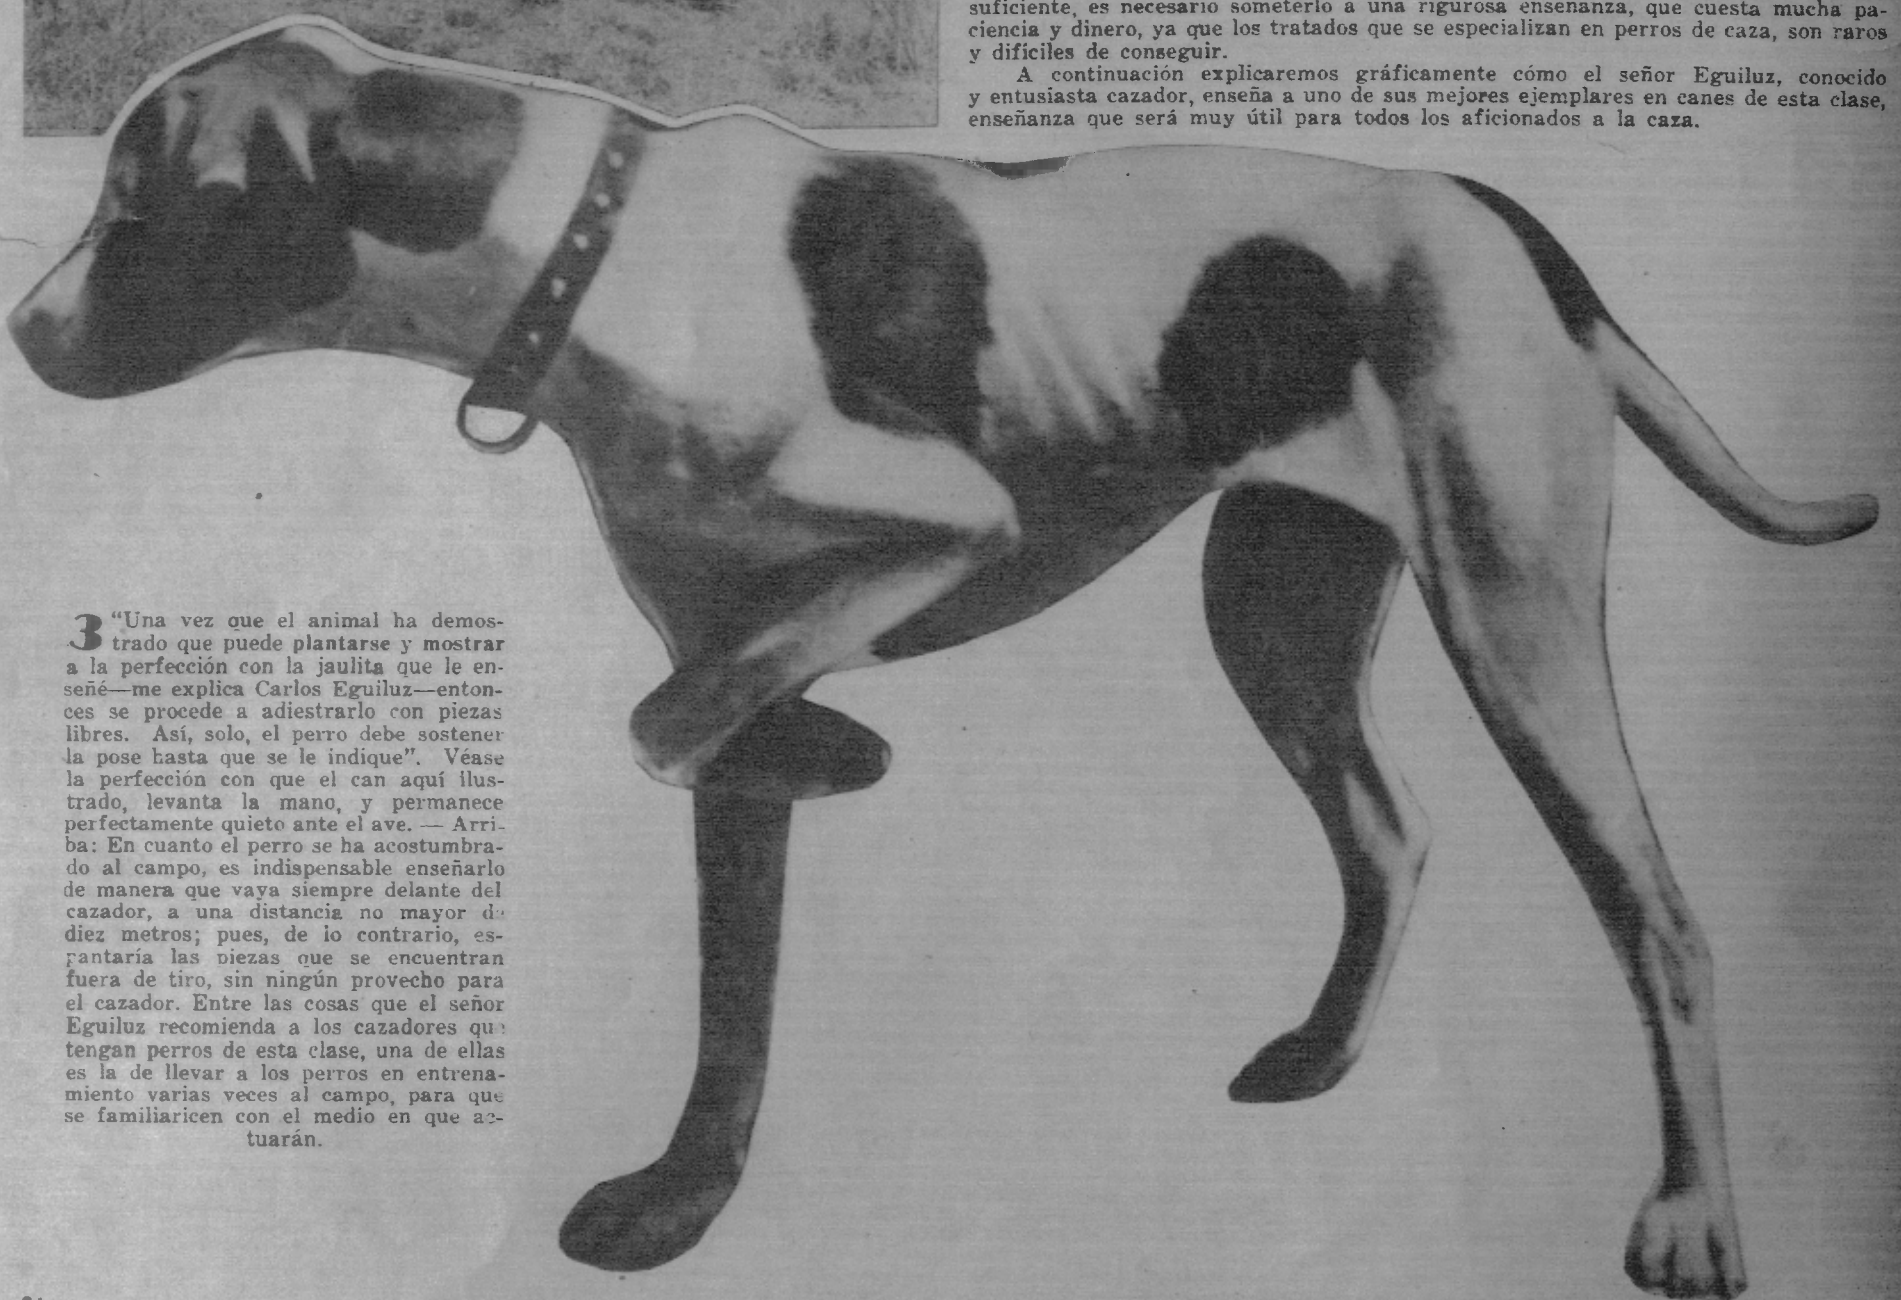 suficiente, es necesario someterlo a una rigurosa enseñanza, que cuesta mucha pa-
ciencia y dinero, ya que los tratados que se especializan en perros de caza, son raros
y difíciles de conseguir.
A continuación explicaremos gráficamente cómo el señor Eguiluz, conocido
y entusiasta cazador, enseña a uno de sus mejores ejemplares en canes de esta clase,
enseñanza que será muy útil para todos los aficionados a la caza.
3 “Una vez que el animal ha demos-
trado que puede plantarse y mostrar
a la perfección con la jaulita que le en-
señé—me explica Carlos Eguiluz—enton-
ces se procede a adiestrarlo con piezas
libres. Así, solo, el perro debe sostener
la pose hasta que se le indique”. Véase
la perfección con que el can aquí ilus-
trado, levanta la mano, y permanece
perfectamente quieto ante el ave. — Arri-
ba: En cuanto el perro se ha acostumbra-
do al campo, es indispensable enseñarlo
de manera que vaya siempre delante del
cazador, a una distancia no mayor de
diez metros; pues, de lo contrario, es-
pantaría las piezas que se encuentran
fuera de tiro, sin ningún provecho para
el cazador. Entre las cosas que el señor
Eguiluz recomienda a los cazadores que
tengan perros de esta clase, una de ellas
es la de llevar a los perros en entrena-
miento varias veces al campo, para que
se familiaricen con el medio en que ac-
tuarán.